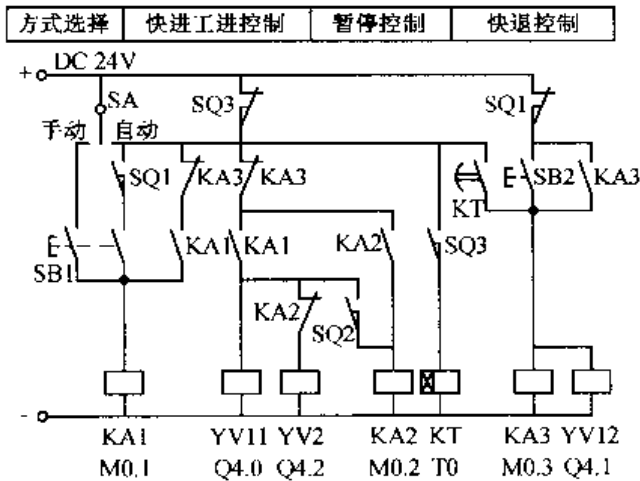 方式选择 快进工进控制 暂停控制 快退控制
DC 24V
+
SA
SQ3
SQ1
手动 自动
SQ1 KA3 KA3 KT SB2 KA3
SB1 KA1 KA1 KA2 SQ3
KA2 SQ2
-
KA1 YV11 YV2 KA2 KT KA3 YV12
M0.1 Q4.0 Q4.2 M0.2 T0 M0.3 Q4.1